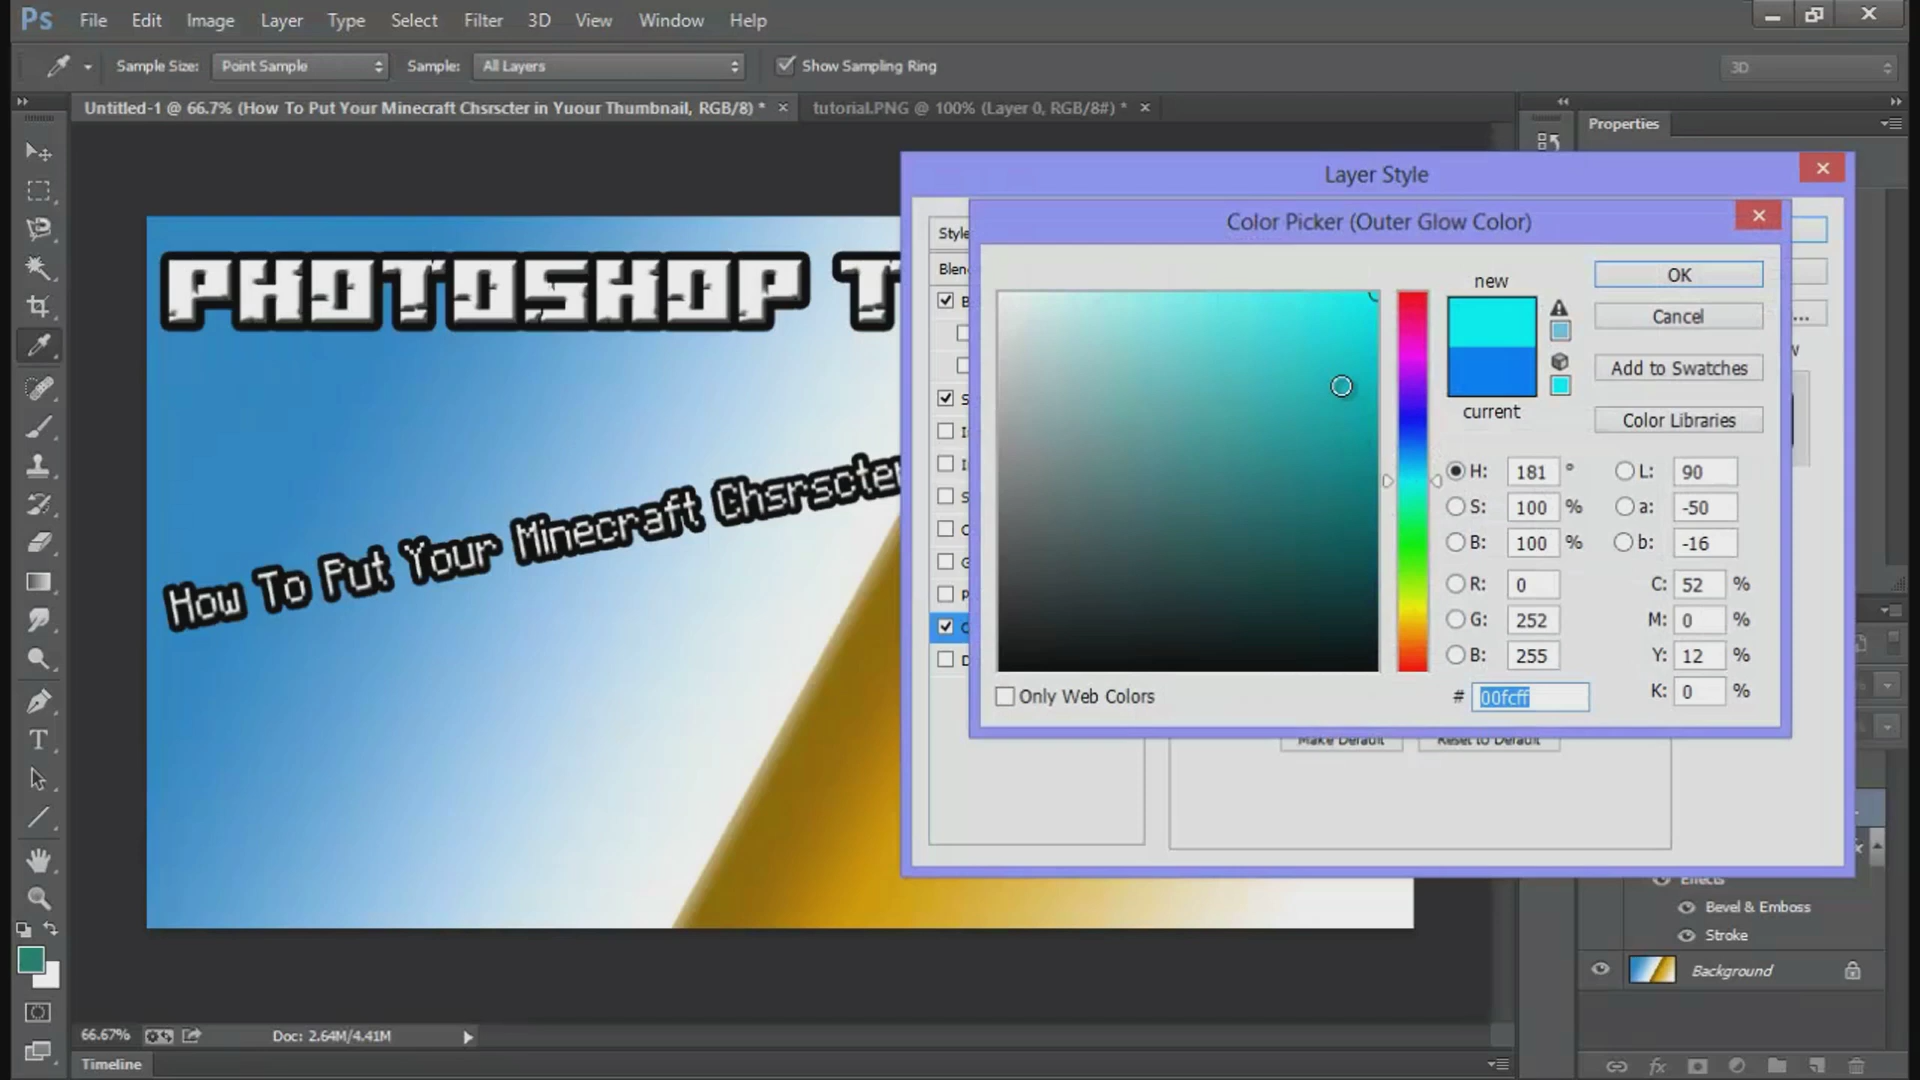 Ps File Edit Image Layer Type Select Filter 3D View Window Help
Sample Size: Point Sample Sample: All Layers Show Sampling Ring 3D
Untitled-1 @ 66.7% (How To Put Your Minecraft Chsrscter in Yuour Thumbnail, RGB/8) * × tutorial.PNG @ 100% (Layer 0, RGB/8#) * ×
Properties
Layer Style
Color Picker (Outer Glow Color)
Style
Blen
new
OK
PHOTOSHOP T
Cancel
Add to Swatches
current
Color Libraries
H: 181 ° L: 90
S: 100 % a: -50
B: 100 % b: -16
R: 0 C: 52 %
G: 252 M: 0 %
B: 255 Y: 12 %
K: 0 %
Only Web Colors
# 00fcff
How To Put Your Minecraft Chsrscter
Make Default Reset to Default
Effects
Bevel & Emboss
Stroke
Background
66.67% Doc: 2.64M/4.41M
Timeline